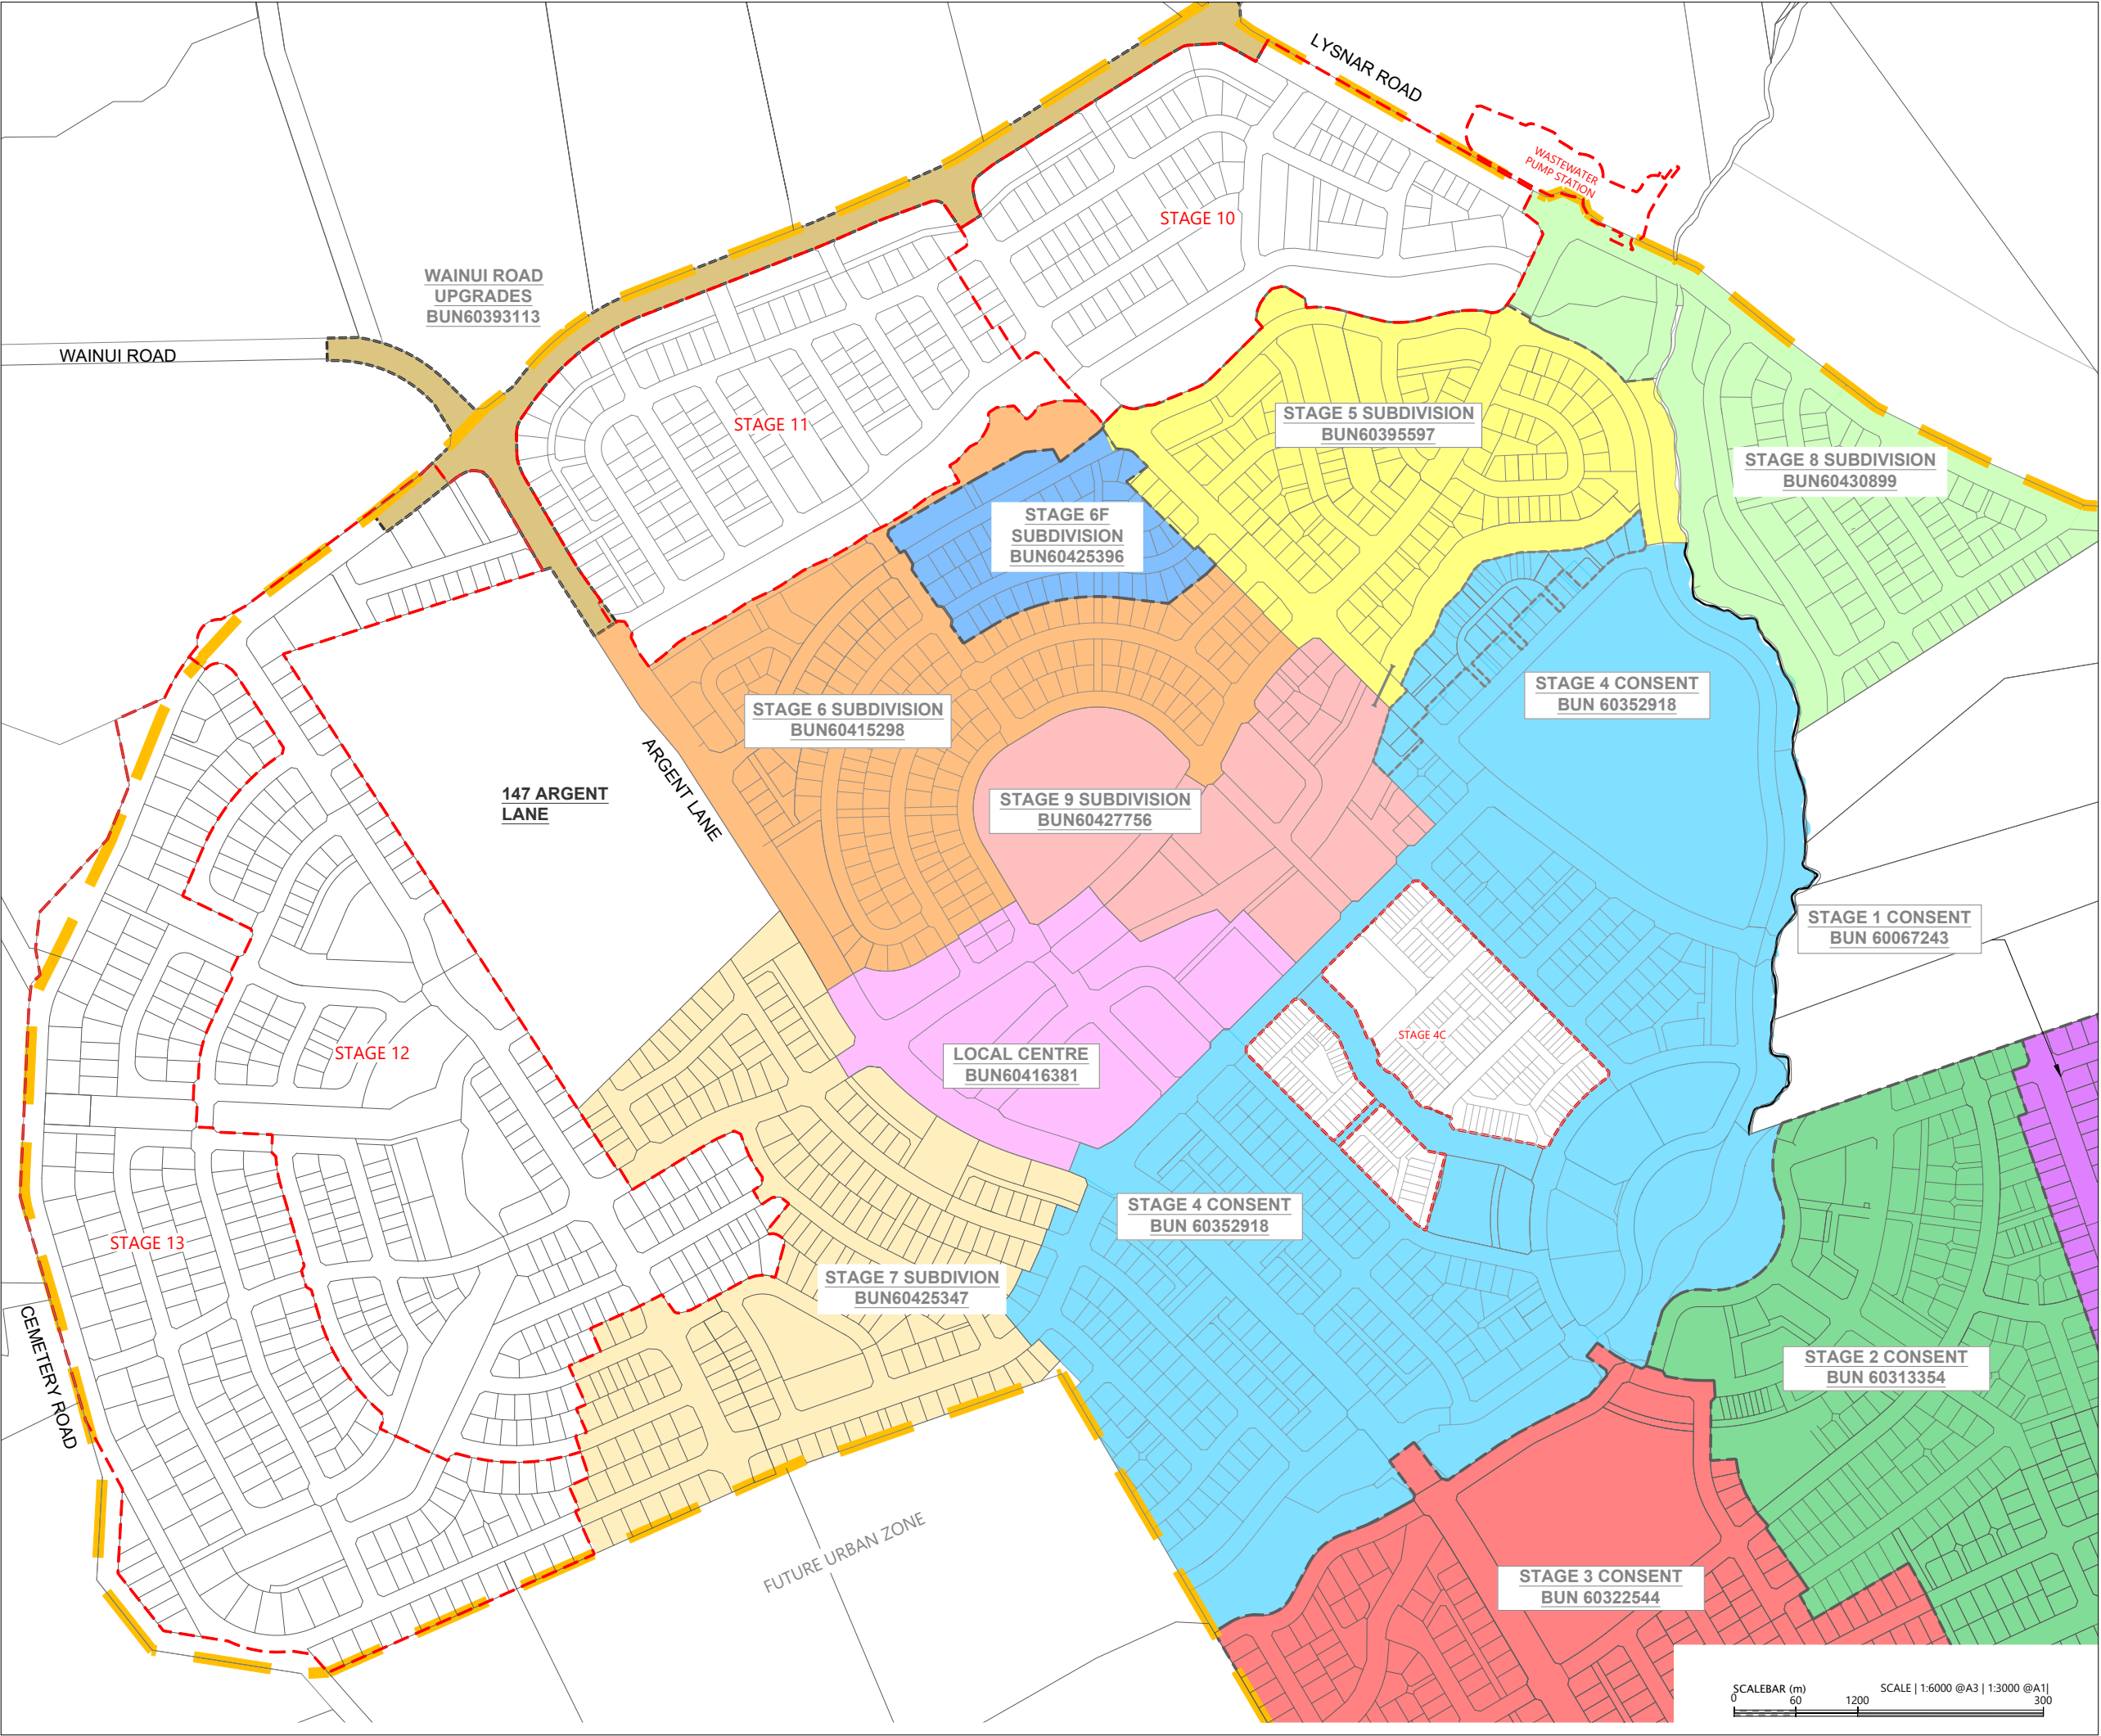 LYSNAR ROAD
WASTEWATER
PUMP STATION
STAGE 10
WAINUI ROAD
UPGRADES
BUN60393113
WAINUI ROAD
STAGE 11
STAGE 5 SUBDIVISION
BUN60395597
STAGE 8 SUBDIVISION
BUN60430899
STAGE 6F
SUBDIVISION
BUN60425396
STAGE 4 CONSENT
BUN 60352918
STAGE 6 SUBDIVISION
BUN60415298
ARGENT LANE
147 ARGENT
LANE
STAGE 9 SUBDIVISION
BUN60427756
STAGE 1 CONSENT
BUN 60067243
STAGE 4C
STAGE 12
LOCAL CENTRE
BUN60416381
STAGE 4 CONSENT
BUN 60352918
STAGE 13
STAGE 7 SUBDIVION
BUN60425347
CEMETERY ROAD
STAGE 2 CONSENT
BUN 60313354
FUTURE URBAN ZONE
STAGE 3 CONSENT
BUN 60322544
SCALEBAR (m)
SCALE | 1:6000 @A3 | 1:3000 @A1|
0 60 1200 300